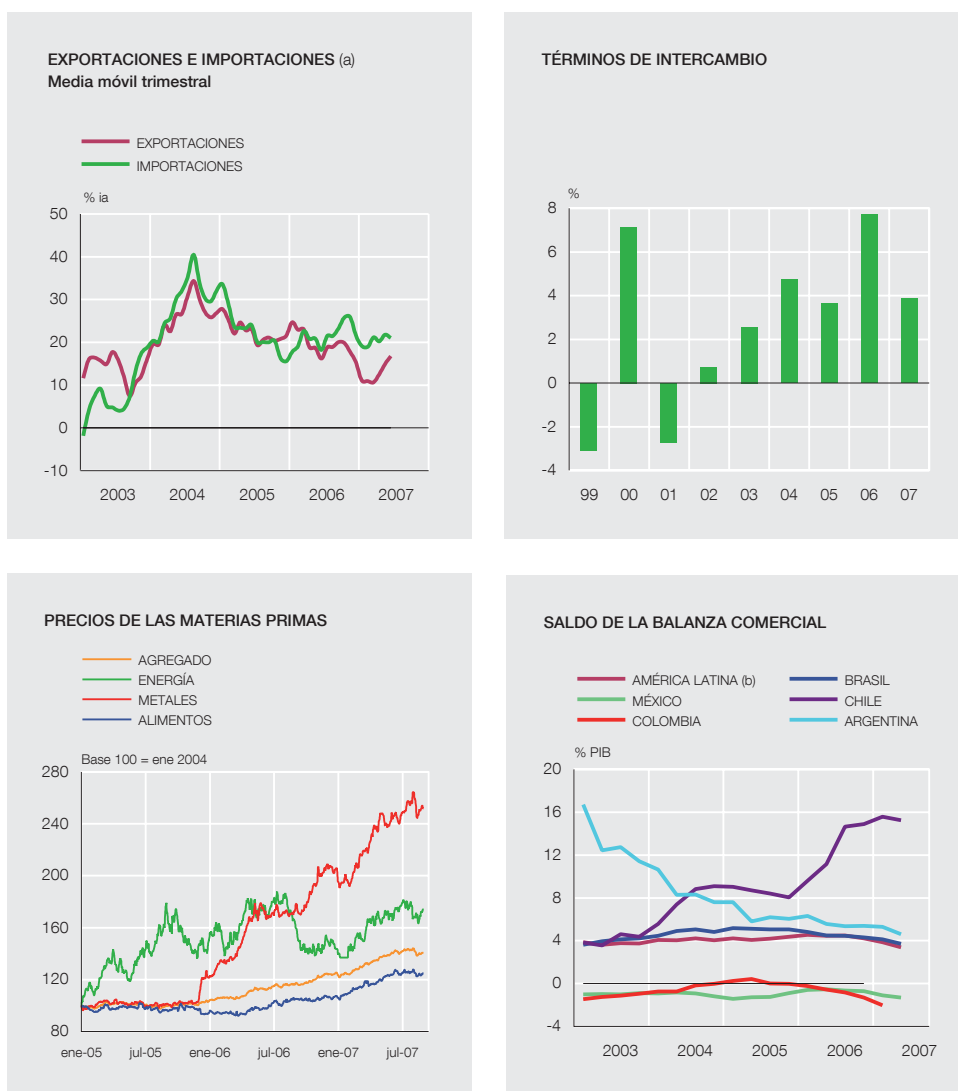 EXPORTACIONES E IMPORTACIONES (a)
Media móvil trimestral
EXPORTACIONES
IMPORTACIONES
% ia
50
40
30
20
10
0
-10
2003 2004 2005 2006 2007
TÉRMINOS DE INTERCAMBIO
%
8
6
4
2
0
-2
-4
99 00 01 02 03 04 05 06 07
PRECIOS DE LAS MATERIAS PRIMAS
AGREGADO
ENERGÍA
METALES
ALIMENTOS
Base 100 = ene 2004
280
240
200
160
120
80
ene-05 jul-05 ene-06 jul-06 ene-07 jul-07
SALDO DE LA BALANZA COMERCIAL
AMÉRICA LATINA (b) BRASIL
MÉXICO CHILE
COLOMBIA ARGENTINA
% PIB
20
16
12
8
4
0
-4
2003 2004 2005 2006 2007